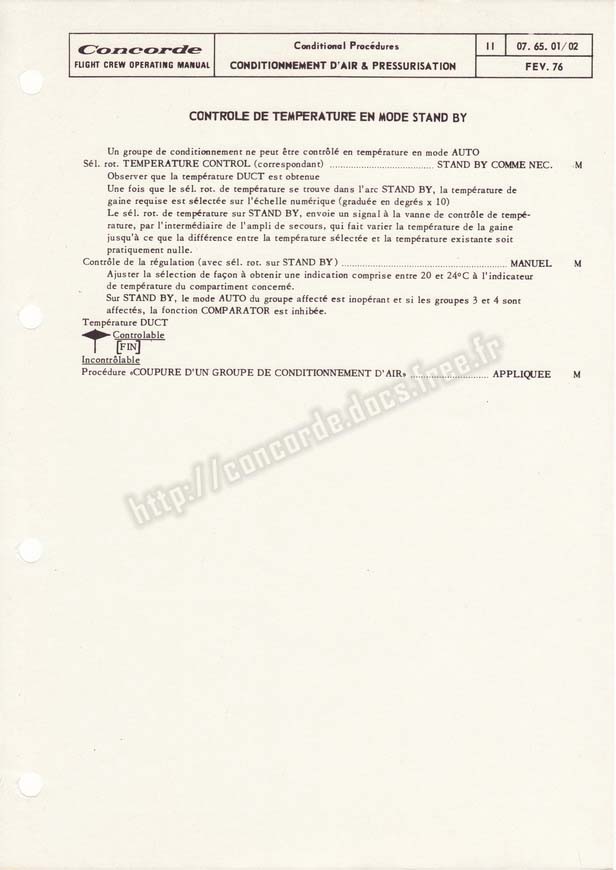 Concorde
FLIGHT CREW OPERATING MANUAL
Conditional Procédures
CONDITIONNEMENT D'AIR & PRESSURISATION
11
07. 65. 01/02
FEV. 76
CONTROLE DE TEMPERATURE EN MODE STAND BY
Un groupe de conditionnement ne peut être contrôlé en température en mode AUTO
Sél. rot. TEMPERATURE CONTROL (correspondant) ................................... STAND BY COMME NEC. M
Observer que la température DUCT est obtenue
Une fois que le sél. rot. de température se trouve dans l'arc STAND BY, la température de
gaine requise est sélectée sur l'échelle numérique (graduée en degrés x 10)
Le sél. rot. de température sur STAND BY, envoie un signal à la vanne de contrôle de tempé-
rature, par l'intermédiaire de l'ampli de secours, qui fait varier la température de la gaine
jusqu'à ce que la différence entre la température sélectée et la température existante soit
pratiquement nulle.
Contrôle de la régulation (avec sél. rot. sur STAND BY) ........................................................ MANUEL M
Ajuster la sélection de façon à obtenir une indication comprise entre 20 et 24°C à l'indicateur
de température du compartiment concerné.
Sur STAND BY, le mode AUTO du groupe affecté est inopérant et si les groupes 3 et 4 sont
affectés, la fonction COMPARATOR est inhibée.
Température DUCT
Controlable
[FIN]
Incontrôlable
Procédure «COUPURE D'UN GROUPE DE CONDITIONNEMENT D'AIR» .......................... APPLIQUEE M
http://concorde.docs.free.fr